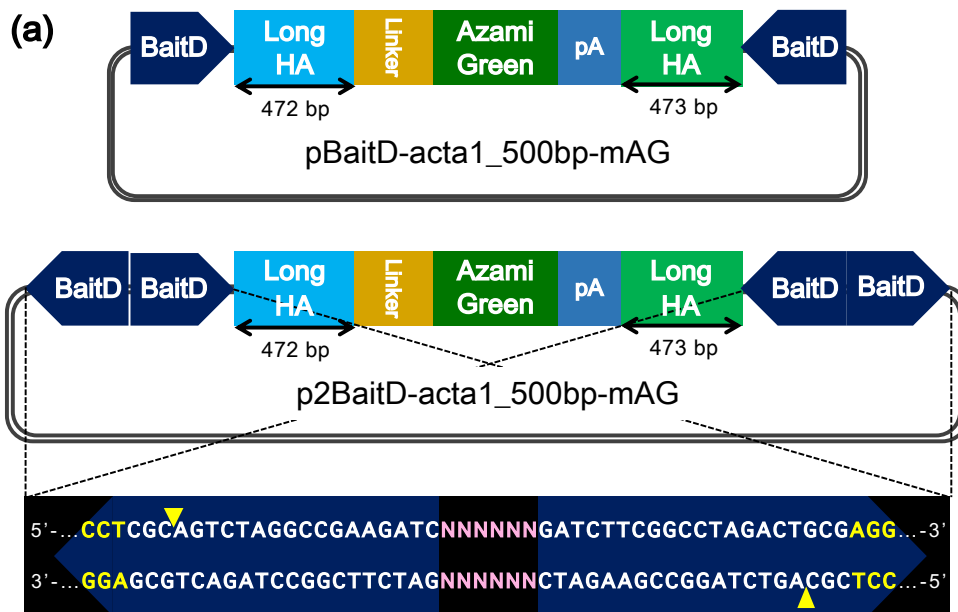 (a)
BaitD Long HA Linker Azami Green pA Long HA BaitD
472 bp 473 bp
pBaitD-acta1_500bp-mAG
BaitD BaitD Long HA Linker Azami Green pA Long HA BaitD BaitD
472 bp 473 bp
p2BaitD-acta1_500bp-mAG
5’-...CCTCGCAGTCTAGGCCGAAGATCNNNNNNGATCTTCGGCCTAGACTGCGAGG...-3’
3’-...GGAGCGTCAGATCCGGCTTCTAGNNNNNNCTAGAAGCCGGATCTGACGCTCC...-5’